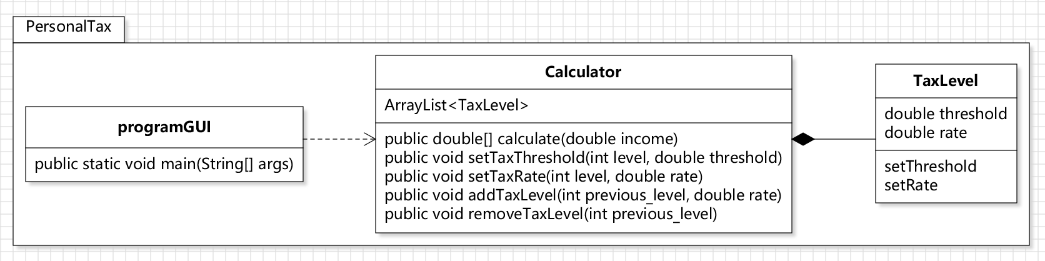 PersonalTax
programGUI
public static void main(String[] args)
Calculator
ArrayList<TaxLevel>
public double[] calculate(double income)
public void setTaxThreshold(int level, double threshold)
public void setTaxRate(int level, double rate)
public void addTaxLevel(int previous_level, double rate)
public void removeTaxLevel(int previous_level)
TaxLevel
double threshold
double rate
setThreshold
setRate